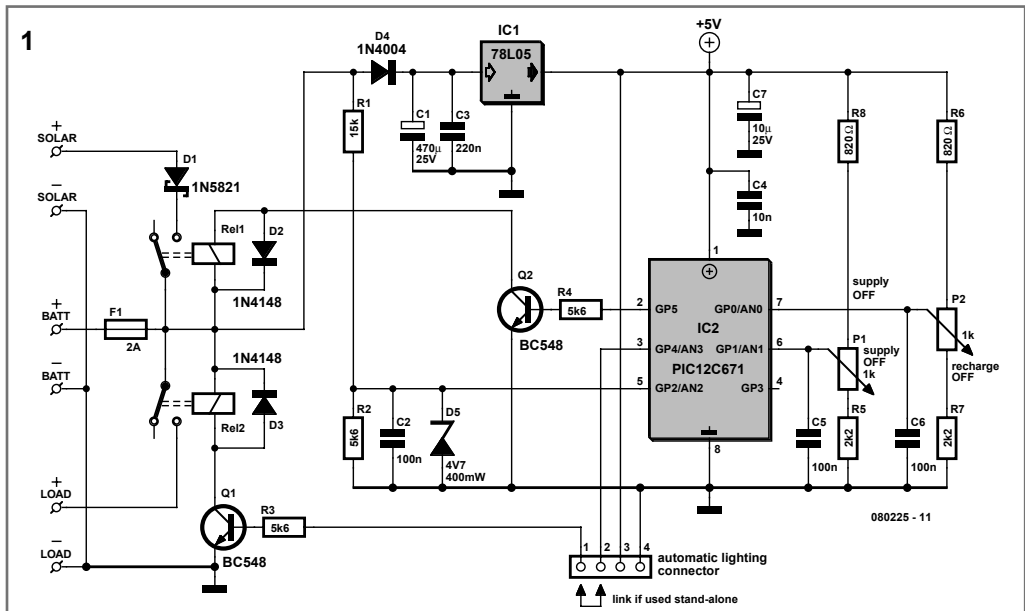 1
+5V
IC1
78L05
D4
1N4004
R1
15k
C1
470µ
25V
C3
220n
C7
10µ
25V
C4
10n
R8
820 Ω
R6
820 Ω
+
SOLAR
–
SOLAR
D1
1N5821
Rel1
D2
1N4148
+
BATT
F1
2A
–
BATT
1N4148
Rel2
D3
+
LOAD
–
LOAD
Q1
BC548
R3
5k6
Q2
BC548
R4
5k6
R2
5k6
C2
100n
D5
4V7
400mW
1
2
GP5
GP0/AN0
7
IC2
3
GP4/AN3
GP1/AN1
6
PIC12C671
5
GP2/AN2
GP3
4
8
supply
OFF
P1
supply
OFF
1k
P2
1k
recharge
OFF
C5
100n
R5
2k2
C6
100n
R7
2k2
080225 - 11
1 2 3 4
automatic lighting
connector
link if used stand-alone